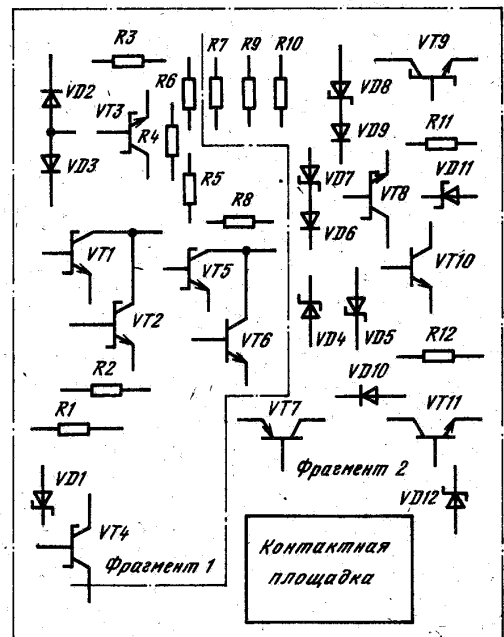 R3
R6
R7
R9
R10
VT9
VD2
VT3
R4
VD8
VD9
R11
VD3
R5
VD7
VT8
VD11
R8
VD6
VT1
VT5
VT10
VT2
VT6
VD4
VD5
R12
R2
VD10
R1
VT7
VT11
VD1
Фрагмент 2
VD12
VT4
Фрагмент 1
Контактная
площадка